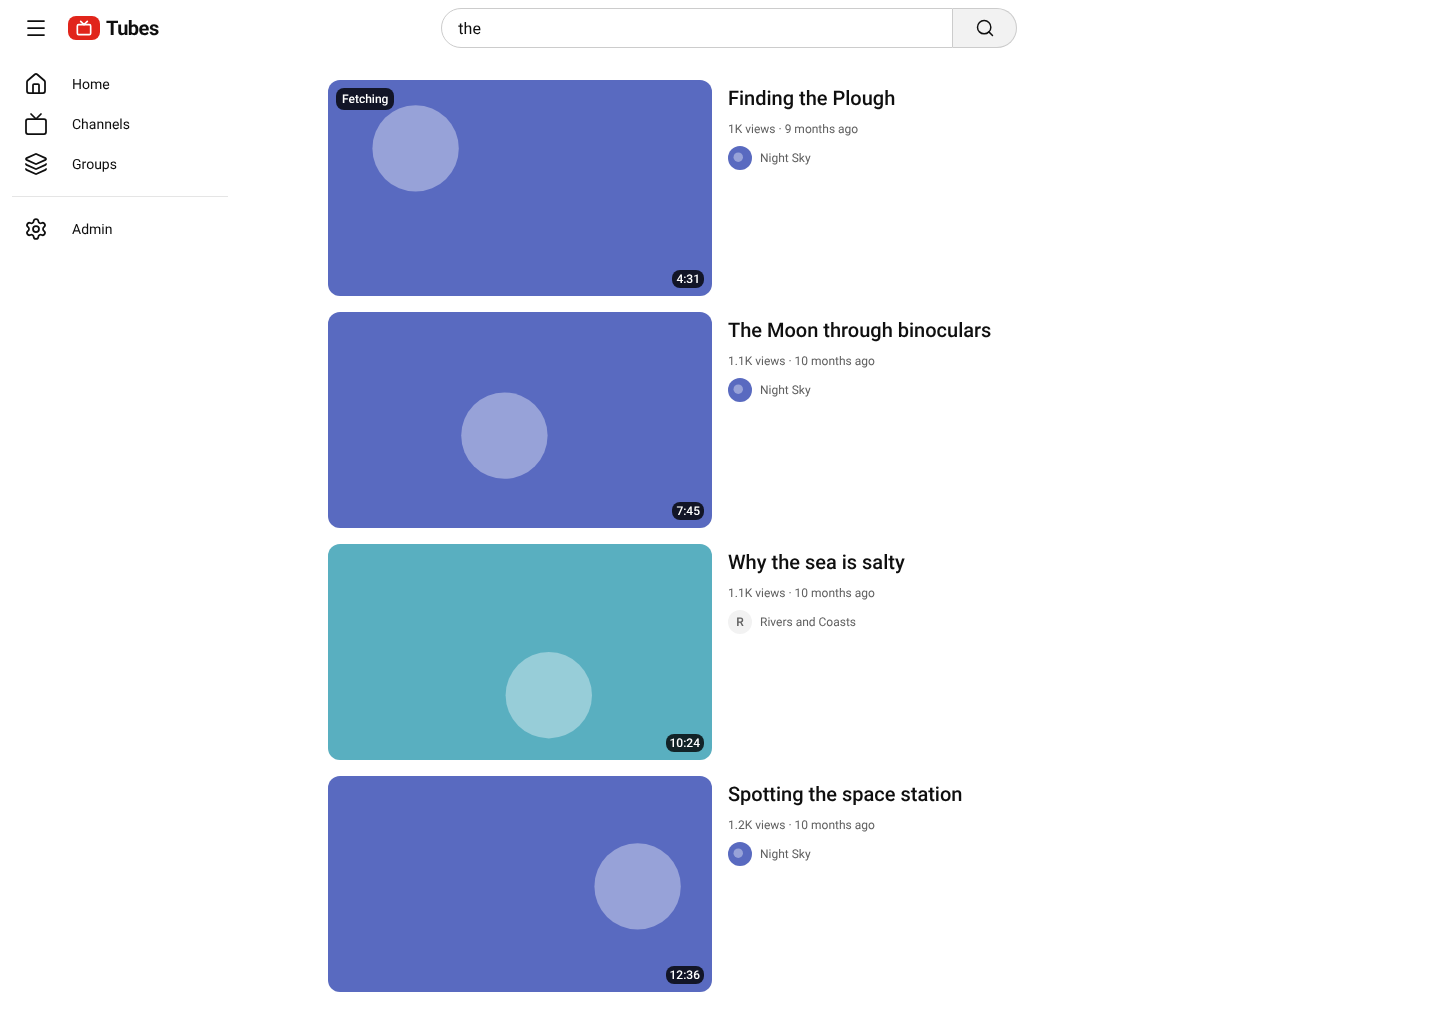 Tubes
the
Home
Channels
Groups
Admin
Fetching
4:31
Finding the Plough
1K views · 9 months ago
Night Sky
7:45
The Moon through binoculars
1.1K views · 10 months ago
Night Sky
10:24
Why the sea is salty
1.1K views · 10 months ago
R
Rivers and Coasts
12:36
Spotting the space station
1.2K views · 10 months ago
Night Sky